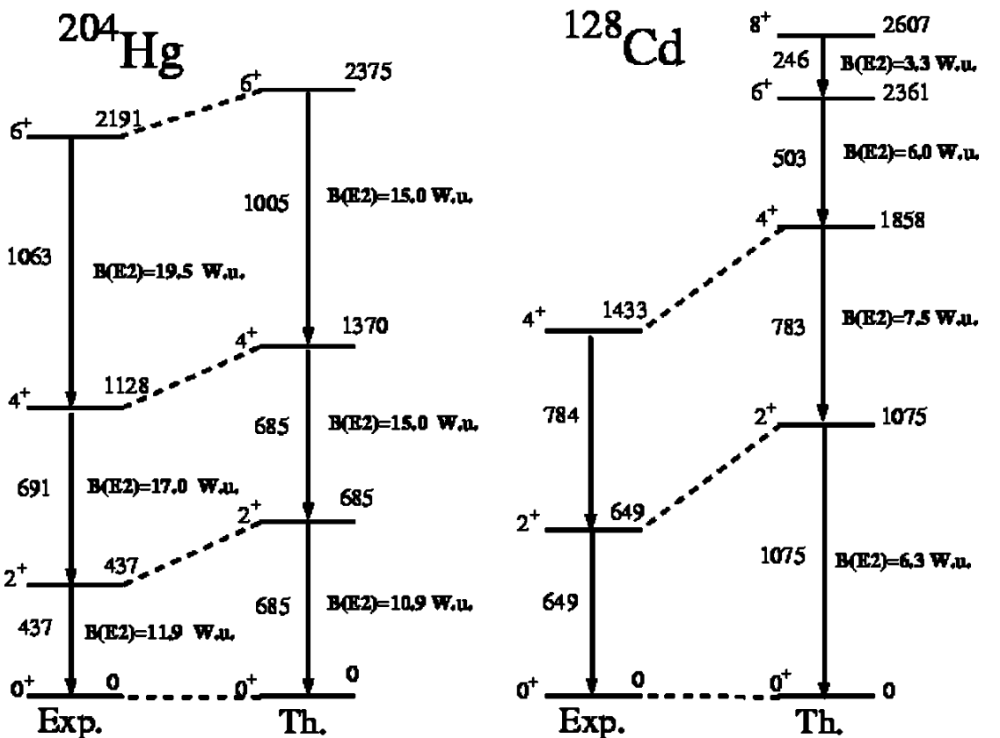 204Hg
6+ 2375
6+ 2191
1005 B(E2)=15.0 W.u.
1063 B(E2)=19.5 W.u.
4+ 1370
4+ 1128
685 B(E2)=15.0 W.u.
691 B(E2)=17.0 W.u.
2+ 685
2+ 437
685 B(E2)=10.9 W.u.
437 B(E2)=11.9 W.u.
0+ 0 0+ 0
Exp. Th.
128Cd
8+ 2607
246 B(E2)=3.3 W.u.
6+ 2361
503 B(E2)=6.0 W.u.
4+ 1858
4+ 1433
783 B(E2)=7.5 W.u.
784
2+ 1075
2+ 649
1075 B(E2)=6.3 W.u.
649
0+ 0 0+ 0
Exp. Th.